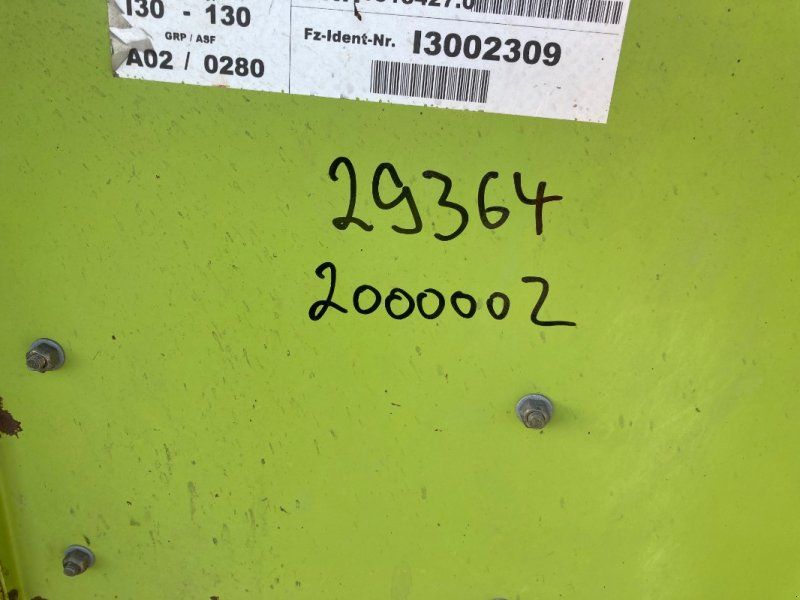 I30 - 130
GRP / ASF
A02 / 0280
Fz-Ident-Nr. I3002309
29364
2000002